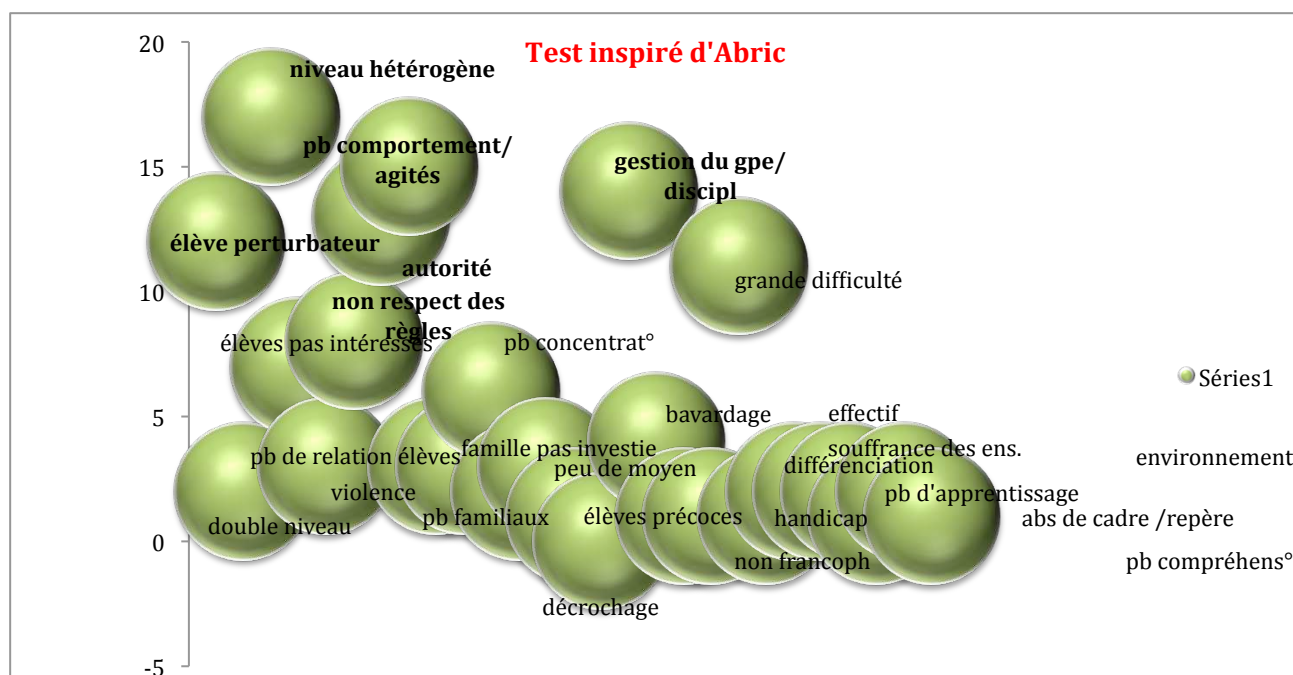 Test inspiré d'Abric
20
15
10
5
0
-5
niveau hétérogène
pb comportement/
agités
gestion du gpe/
discipl
élève perturbateur
autorité
grande difficulté
non respect des
règles
élèves pas intéressés
pb concentrat°
Séries1
bavardage
effectif
pb de relation élèves
famille pas investie
souffrance des ens.
environnement
peu de moyen
différenciation
violence
pb d'apprentissage
double niveau
pb familiaux
élèves précoces
handicap
abs de cadre /repère
non francoph
pb compréhens°
décrochage